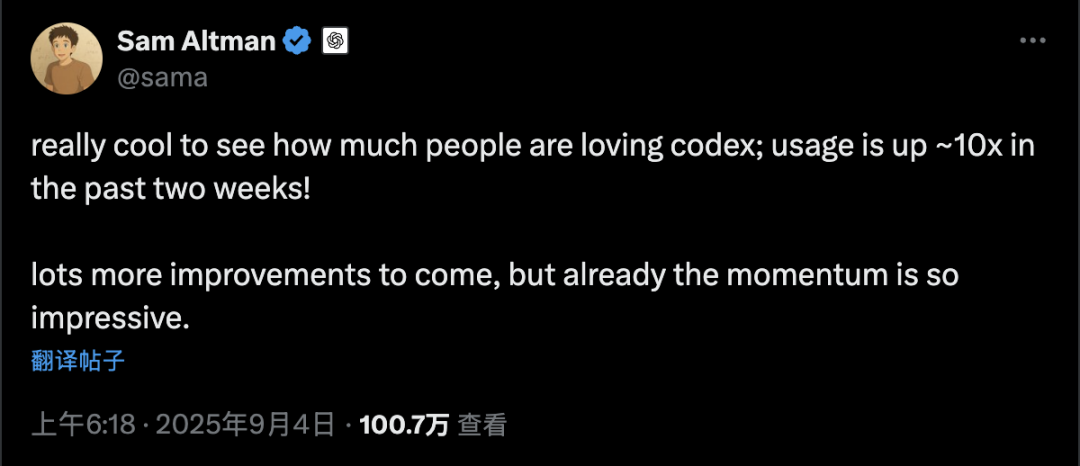 Sam Altman
@sama
really cool to see how much people are loving codex; usage is up ~10x in
the past two weeks!
lots more improvements to come, but already the momentum is so
impressive.
翻译帖子
上午6:18 · 2025年9月4日 · 100.7万 查看